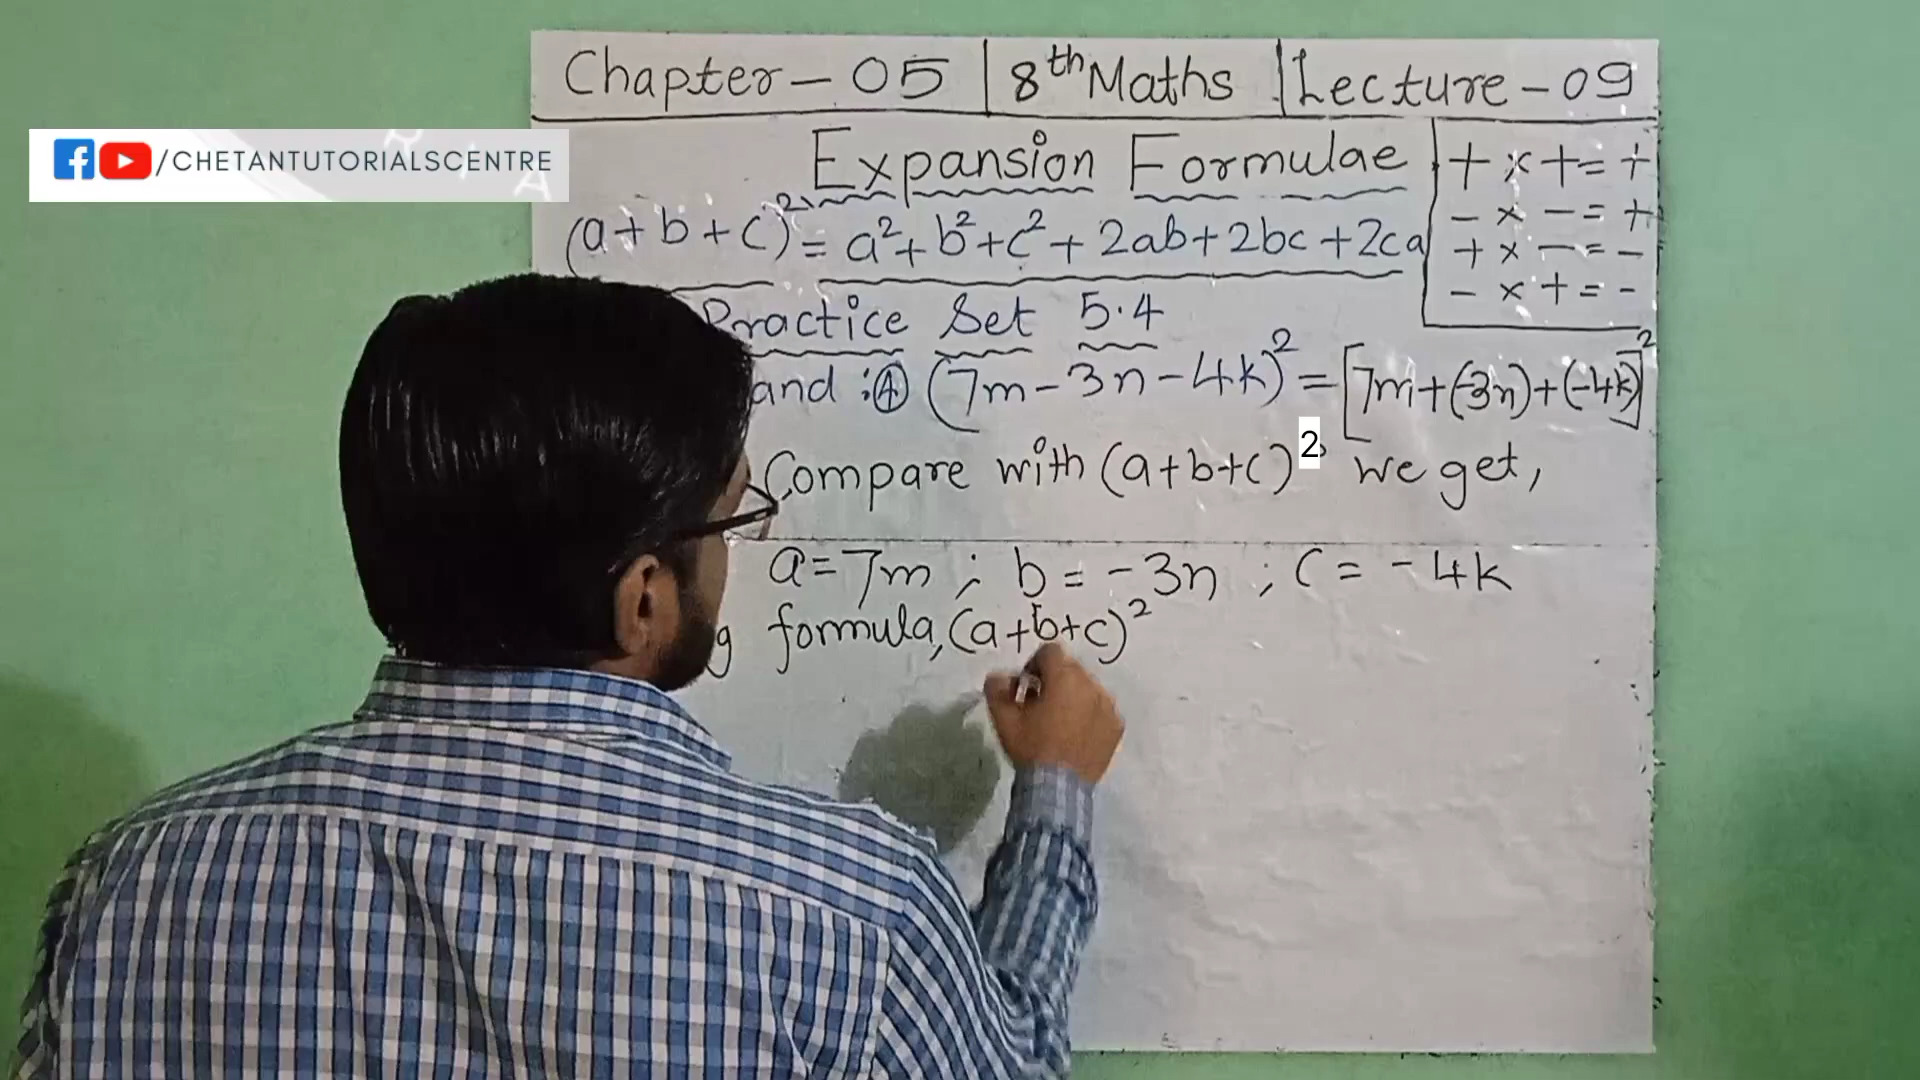 Chapter - 05 | 8th Maths | Lecture - 09
/CHETANTUTORIALSCENTRE
Expansion Formulae
+ × + = +
- × - = +
+ × - = -
- × + = -
(a+b+c)² = a²+b²+c²+2ab+2bc+2ca
Practice Set 5.4
and :④ (7m-3n-4k)² = [7m+(-3n)+(-4k)]²
Compare with (a+b+c)², we get,
a = 7m ; b = -3n ; c = -4k
g formula, (a+b+c)²